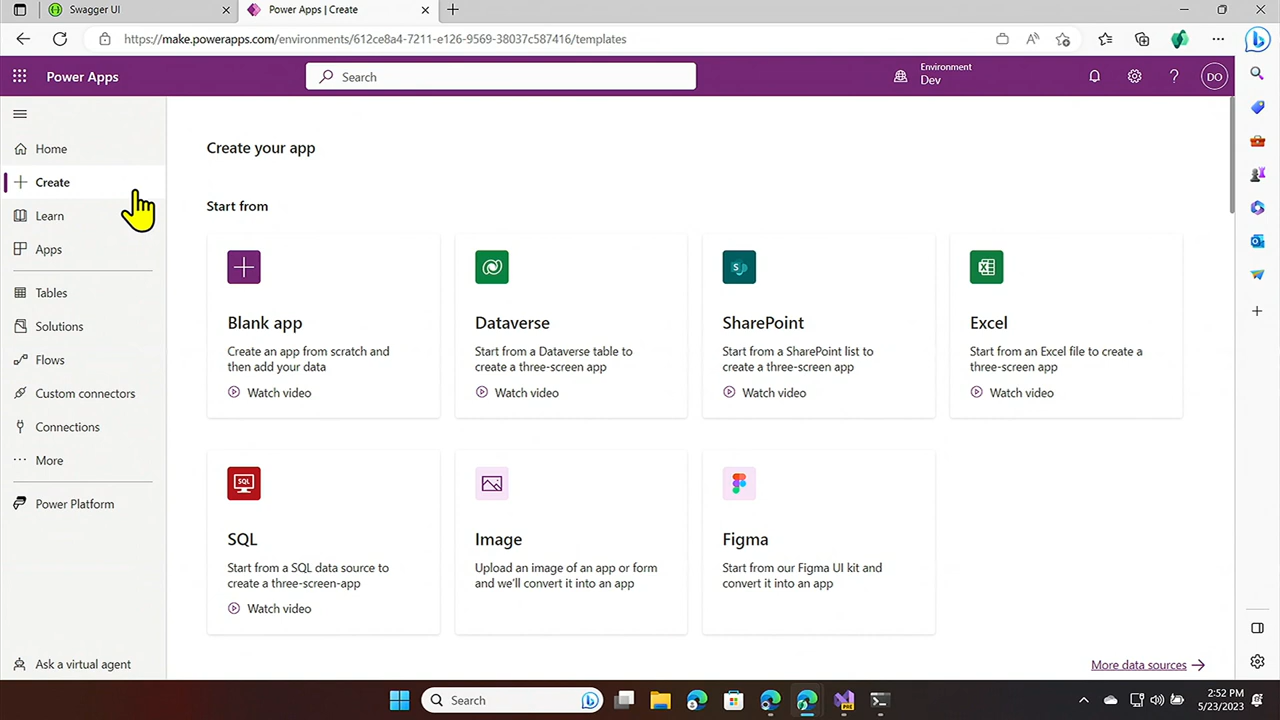 Swagger UI
Power Apps | Create
https://make.powerapps.com/environments/612ce8a4-7211-e126-9569-38037c587416/templates
Power Apps
Search
Environment
Dev
DO
Home
Create
Learn
Apps
Tables
Solutions
Flows
Custom connectors
Connections
More
Power Platform
Ask a virtual agent
Create your app
Start from
Blank app
Create an app from scratch and
then add your data
Watch video
Dataverse
Start from a Dataverse table to
create a three-screen app
Watch video
SharePoint
Start from a SharePoint list to
create a three-screen app
Watch video
Excel
Start from an Excel file to create a
three-screen app
Watch video
SQL
SQL
Start from a SQL data source to
create a three-screen-app
Watch video
Image
Upload an image of an app or form
and we'll convert it into an app
Figma
Start from our Figma UI kit and
convert it into an app
More data sources
Search
2:52 PM
5/23/2023